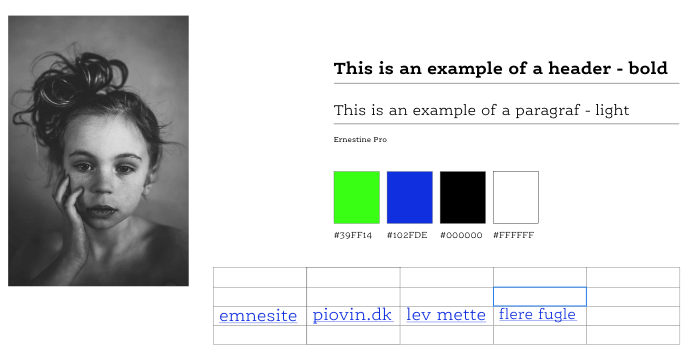 This is an example of a header - bold
This is an example of a paragraf - light
Ernestine Pro
#39FF14 #102FDE #000000 #FFFFFF
emnesite piovin.dk lev mette flere fugle